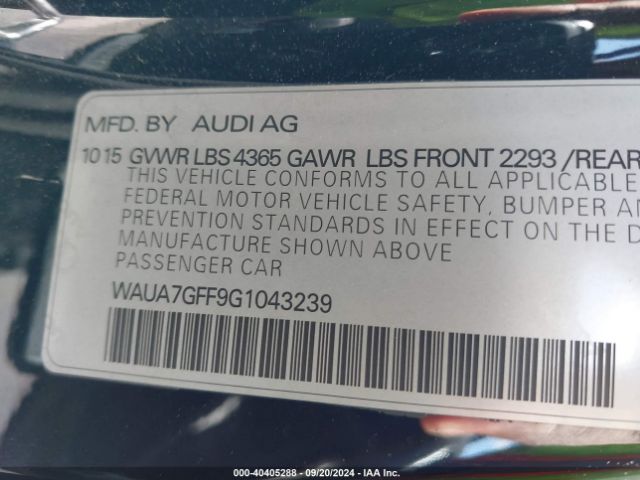 MFD. BY AUDI AG
10 15 GVWR LBS 4365 GAWR LBS FRONT 2293 /REAR
THIS VEHICLE CONFORMS TO ALL APPLICABLE
FEDERAL MOTOR VEHICLE SAFETY, BUMPER AN
PREVENTION STANDARDS IN EFFECT ON THE D
MANUFACTURE SHOWN ABOVE
PASSENGER CAR
WAUA7GFF9G1043239
000-40405288 - 09/20/2024 - IAA Inc.